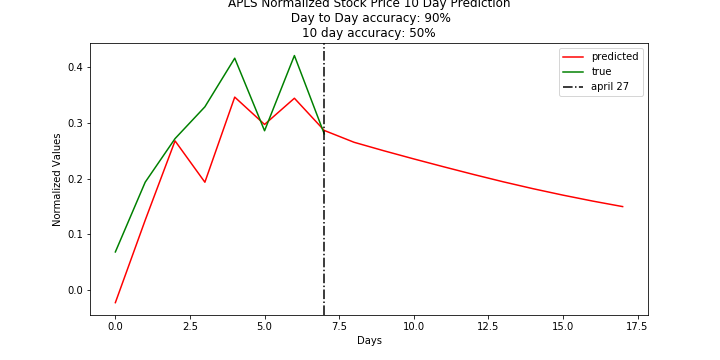 APLS Normalized Stock Price 10 Day Prediction
Day to Day accuracy: 90%
10 day accuracy: 50%
predicted
true
april 27
Normalized Values
0.4
0.3
0.2
0.1
0.0
0.0 2.5 5.0 7.5 10.0 12.5 15.0 17.5
Days